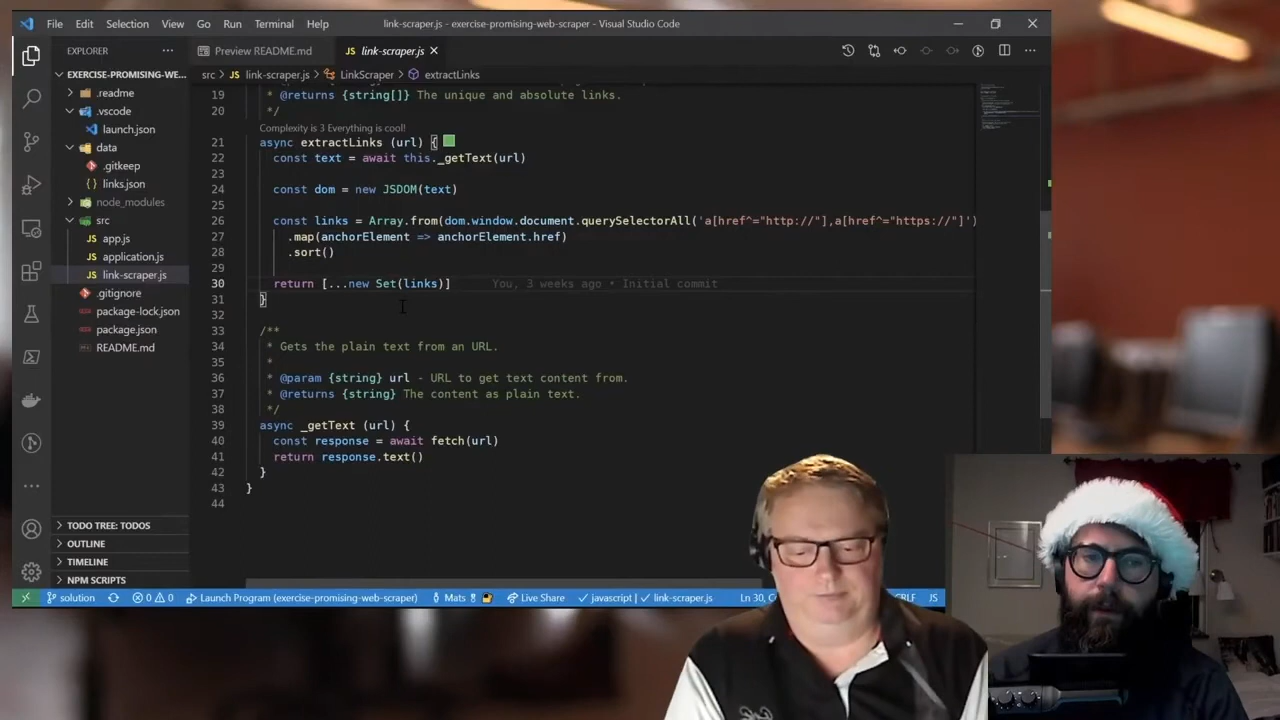 File Edit Selection View Go Run Terminal Help
link-scraper.js - exercise-promising-web-scraper - Visual Studio Code
EXPLORER
EXERCISE-PROMISING-WE...
.readme
.vscode
launch.json
data
.gitkeep
links.json
node_modules
src
app.js
application.js
link-scraper.js
.gitignore
package-lock.json
package.json
README.md
TODO TREE: TODOS
OUTLINE
TIMELINE
NPM SCRIPTS
Preview README.md
JS link-scraper.js
src > JS link-scraper.js > LinkScraper > extractLinks
19 * @returns {string[]} The unique and absolute links.
20 */
Complexity is 3 Everything is cool!
21 async extractLinks (url) {
22 const text = await this._getText(url)
23
24 const dom = new JSDOM(text)
25
26 const links = Array.from(dom.window.document.querySelectorAll('a[href^="http://"],a[href^="https://"]')
27 .map(anchorElement => anchorElement.href)
28 .sort()
29
30 return [...new Set(links)] You, 3 weeks ago • Initial commit
31 }
32
33 /**
34 * Gets the plain text from an URL.
35 *
36 * @param {string} url - URL to get text content from.
37 * @returns {string} The content as plain text.
38 */
39 async _getText (url) {
40 const response = await fetch(url)
41 return response.text()
42 }
43 }
44
solution 0 0 Launch Program (exercise-promising-web-scraper) Mats Live Share javascript | link-scraper.js Ln 30, CRLF JS